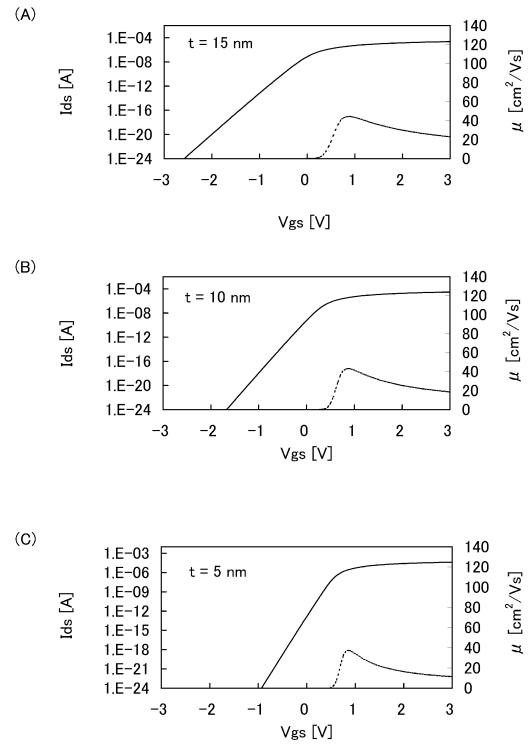 (A)
t = 15 nm
1.E−04
1.E−08
1.E−12
1.E−16
1.E−20
1.E−24
Ids [A]
140
120
100
80
60
40
20
0
μ [cm²/Vs]
−3 −2 −1 0 1 2 3
Vgs [V]
(B)
t = 10 nm
1.E−04
1.E−08
1.E−12
1.E−16
1.E−20
1.E−24
Ids [A]
140
120
100
80
60
40
20
0
μ [cm²/Vs]
−3 −2 −1 0 1 2 3
Vgs [V]
(C)
t = 5 nm
1.E−03
1.E−06
1.E−09
1.E−12
1.E−15
1.E−18
1.E−21
1.E−24
Ids [A]
140
120
100
80
60
40
20
0
μ [cm²/Vs]
−3 −2 −1 0 1 2 3
Vgs [V]